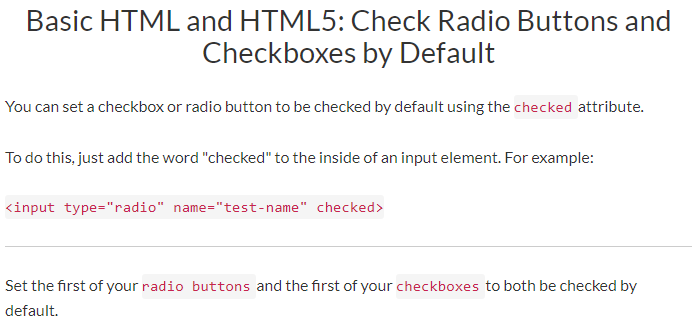 Basic HTML and HTML5: Check Radio Buttons and
Checkboxes by Default
You can set a checkbox or radio button to be checked by default using the checked attribute.
To do this, just add the word "checked" to the inside of an input element. For example:
<input type="radio" name="test-name" checked>
Set the first of your radio buttons and the first of your checkboxes to both be checked by
default.